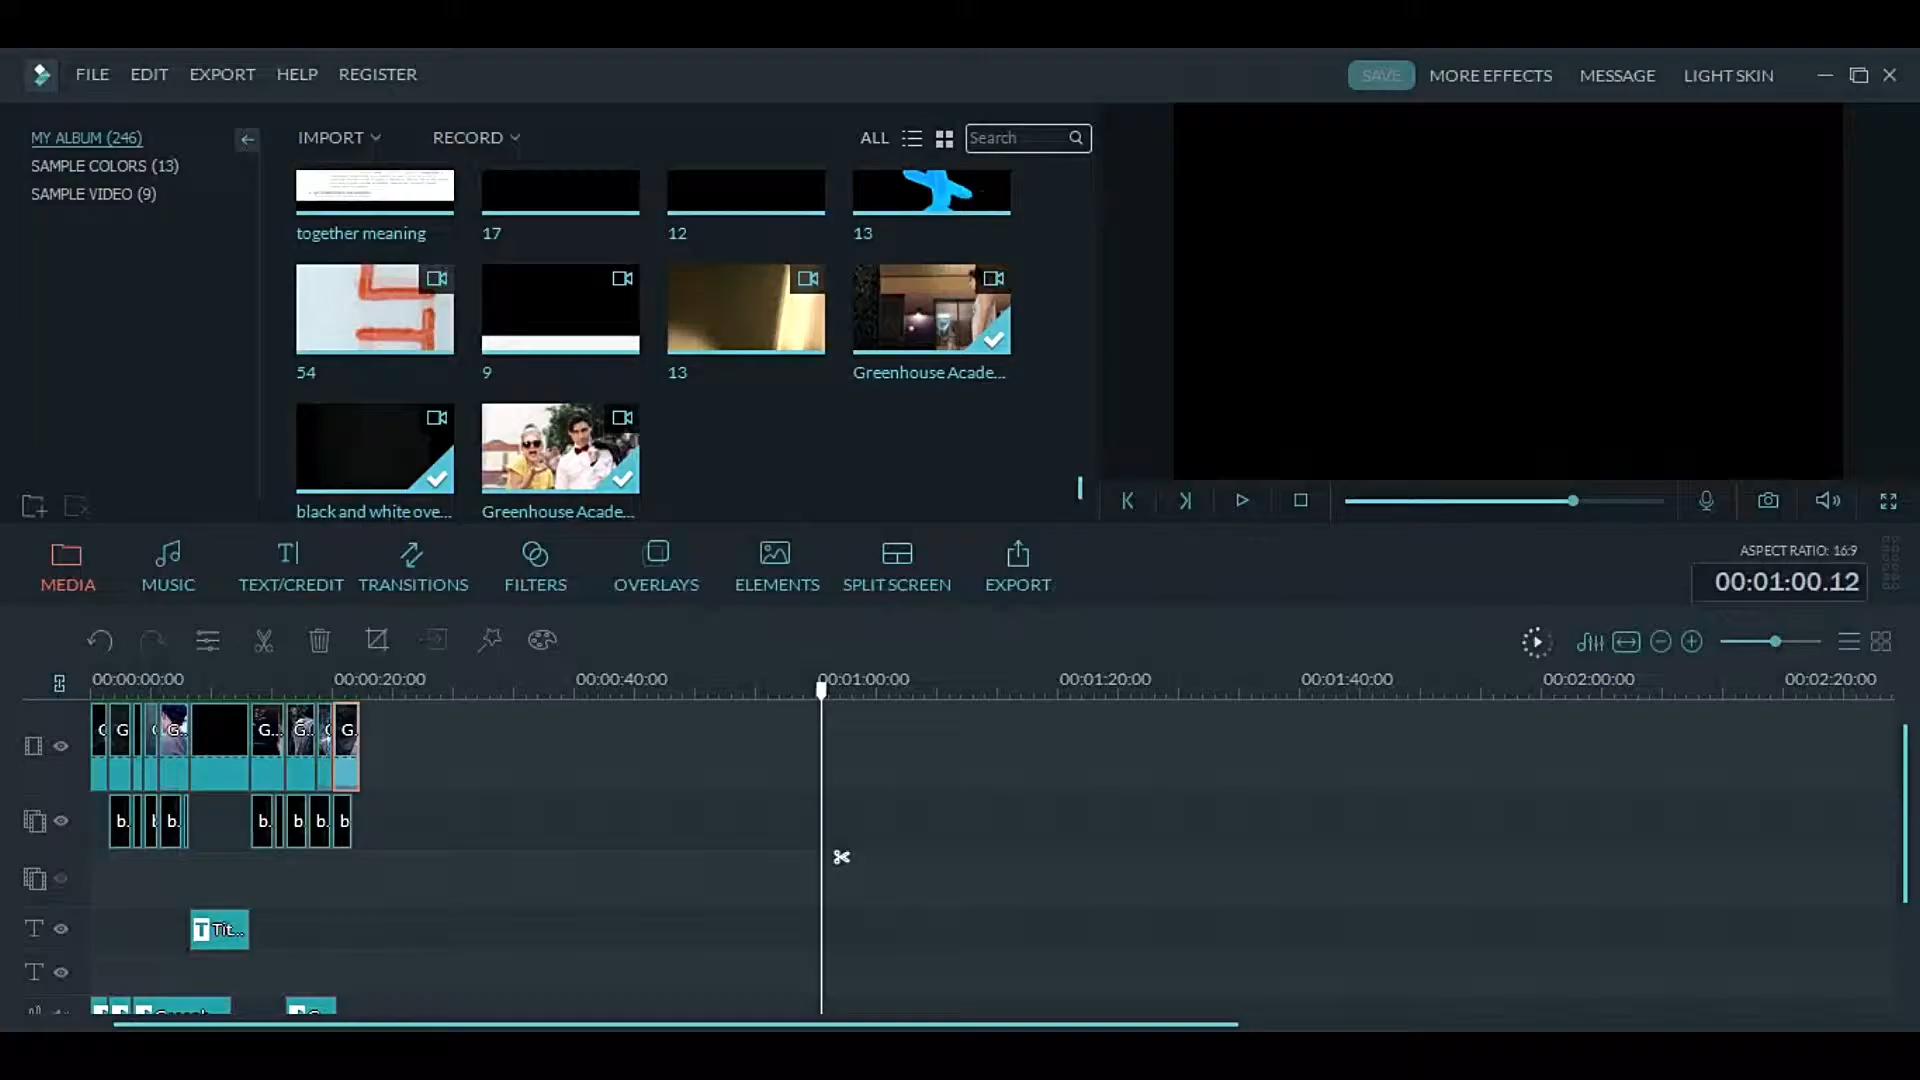 FILE EDIT EXPORT HELP REGISTER SAVE MORE EFFECTS MESSAGE LIGHT SKIN
MY ALBUM (246)
SAMPLE COLORS (13)
SAMPLE VIDEO (9)
IMPORT RECORD ALL Search
together meaning 17 12 13
54 9 13 Greenhouse Acade...
black and white ove... Greenhouse Acade...
MEDIA MUSIC TEXT/CREDIT TRANSITIONS FILTERS OVERLAYS ELEMENTS SPLIT SCREEN EXPORT
ASPECT RATIO: 16:9
00:01:00.12
00:00:00:00 00:00:20:00 00:00:40:00 00:01:00:00 00:01:20:00 00:01:40:00 00:02:00:00 00:02:20:00
G G.. G... G.. G.
b. b. b. b. b. b
T Tit...